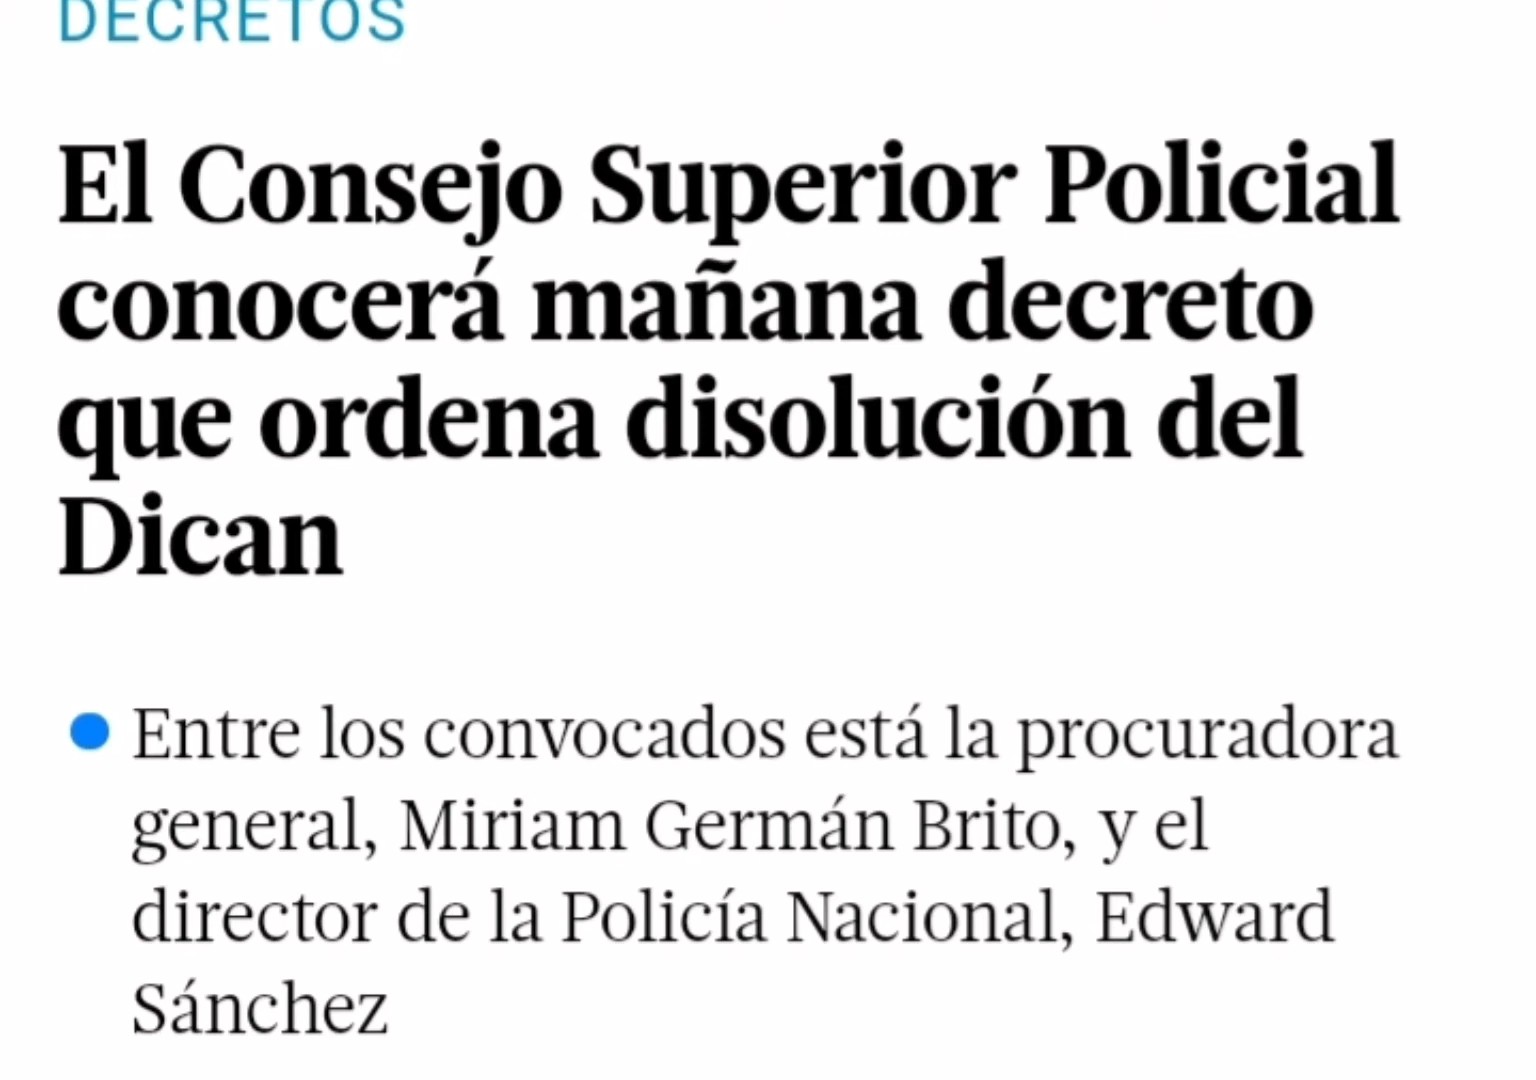 DECRETOS
El Consejo Superior Policial
conocerá mañana decreto
que ordena disolución del
Dican
Entre los convocados está la procuradora
general, Miriam Germán Brito, y el
director de la Policía Nacional, Edward
Sánchez